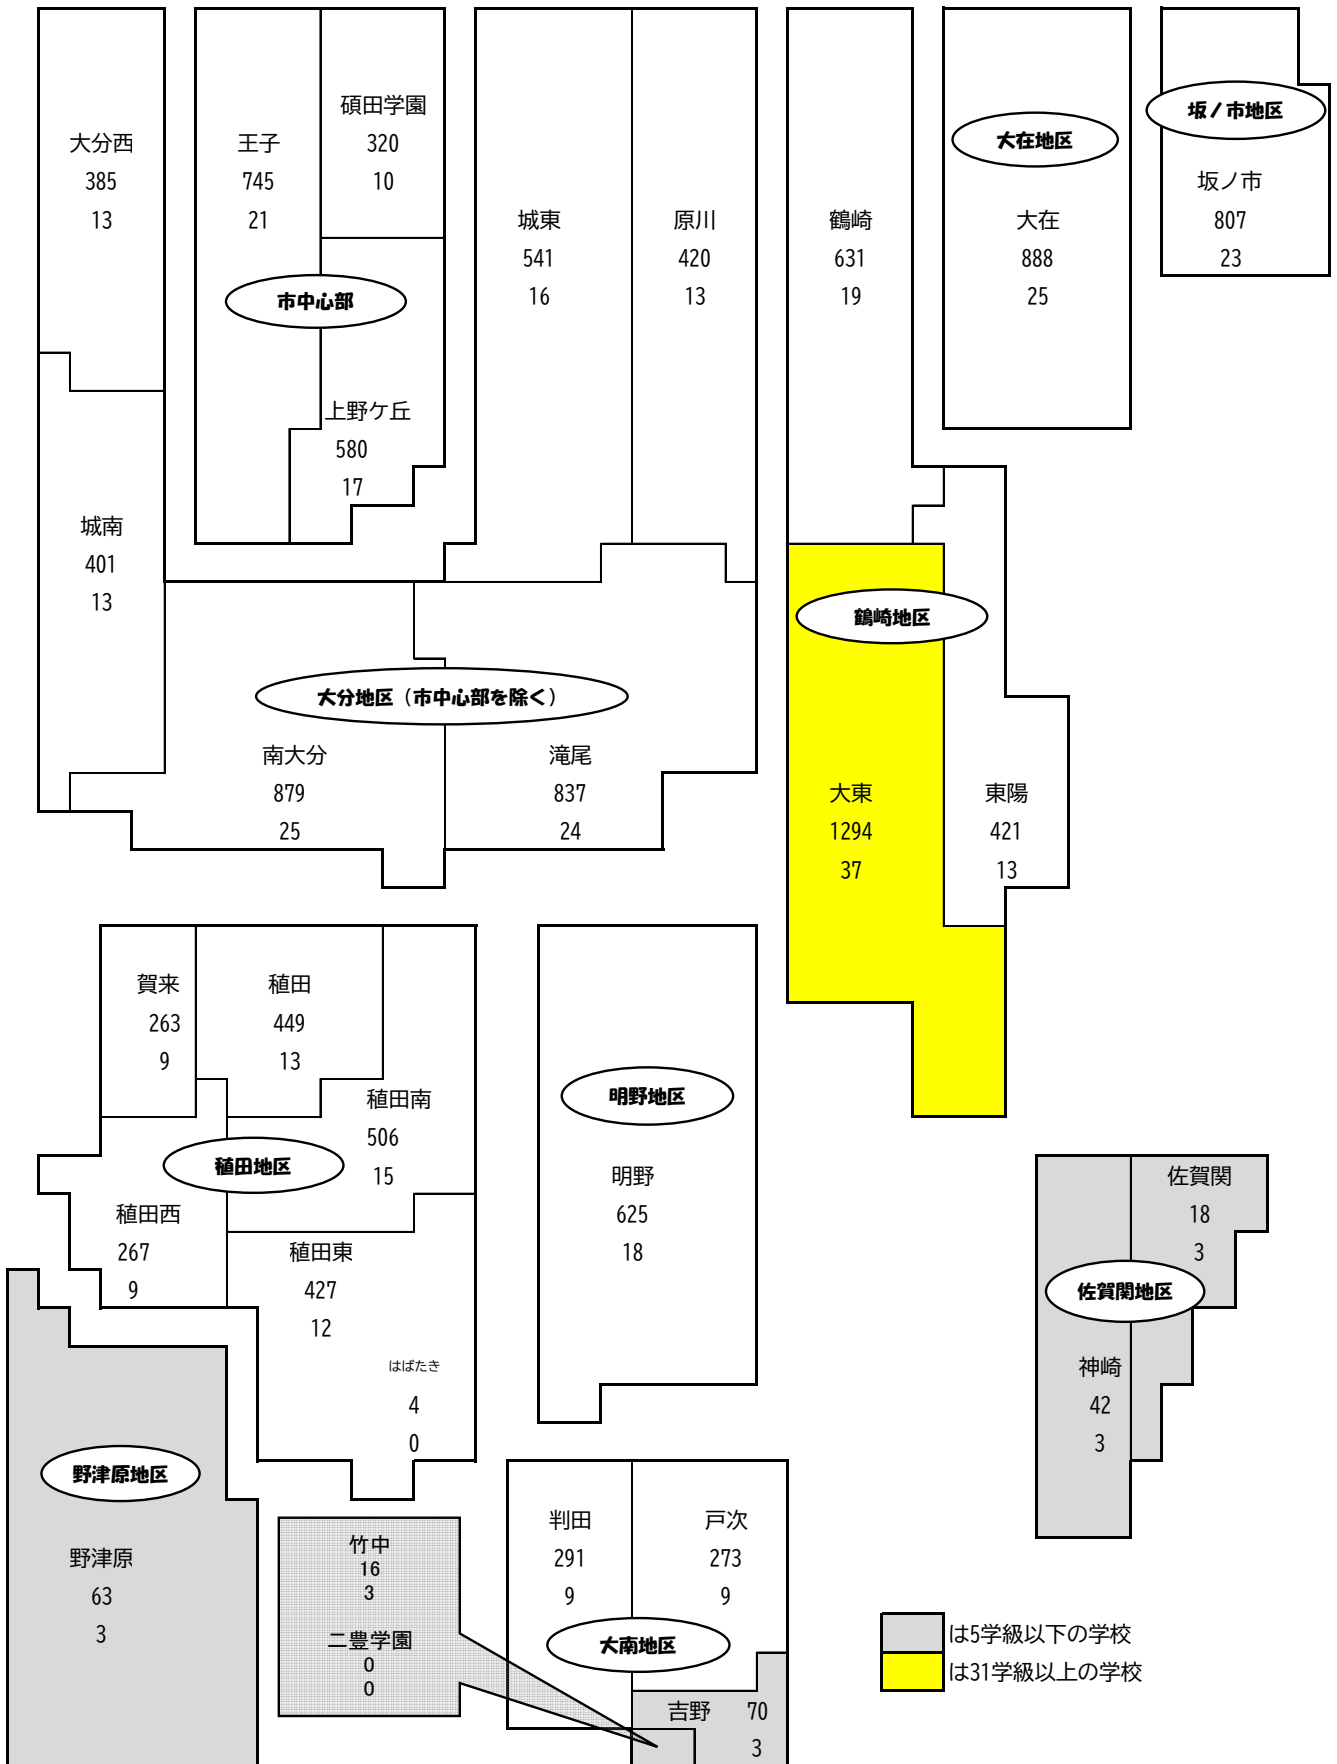 大分西
385
13
王子
745
21
碩田学園
320
10
市中心部
上野ケ丘
580
17
城東
541
16
原川
420
13
鶴崎
631
19
大在地区
大在
888
25
坂ノ市地区
坂ノ市
807
23
城南
401
13
大分地区（市中心部を除く）
南大分
879
25
滝尾
837
24
鶴崎地区
大東
1294
37
東陽
421
13
賀来
263
9
稙田
449
13
稙田南
506
15
稙田地区
稙田西
267
9
稙田東
427
12
はばたき
4
0
明野地区
明野
625
18
佐賀関
18
3
佐賀関地区
神崎
42
3
野津原地区
野津原
63
3
竹中
16
3
二豊学園
0
0
判田
291
9
戸次
273
9
大南地区
吉野 70
3
は5学級以下の学校
は31学級以上の学校